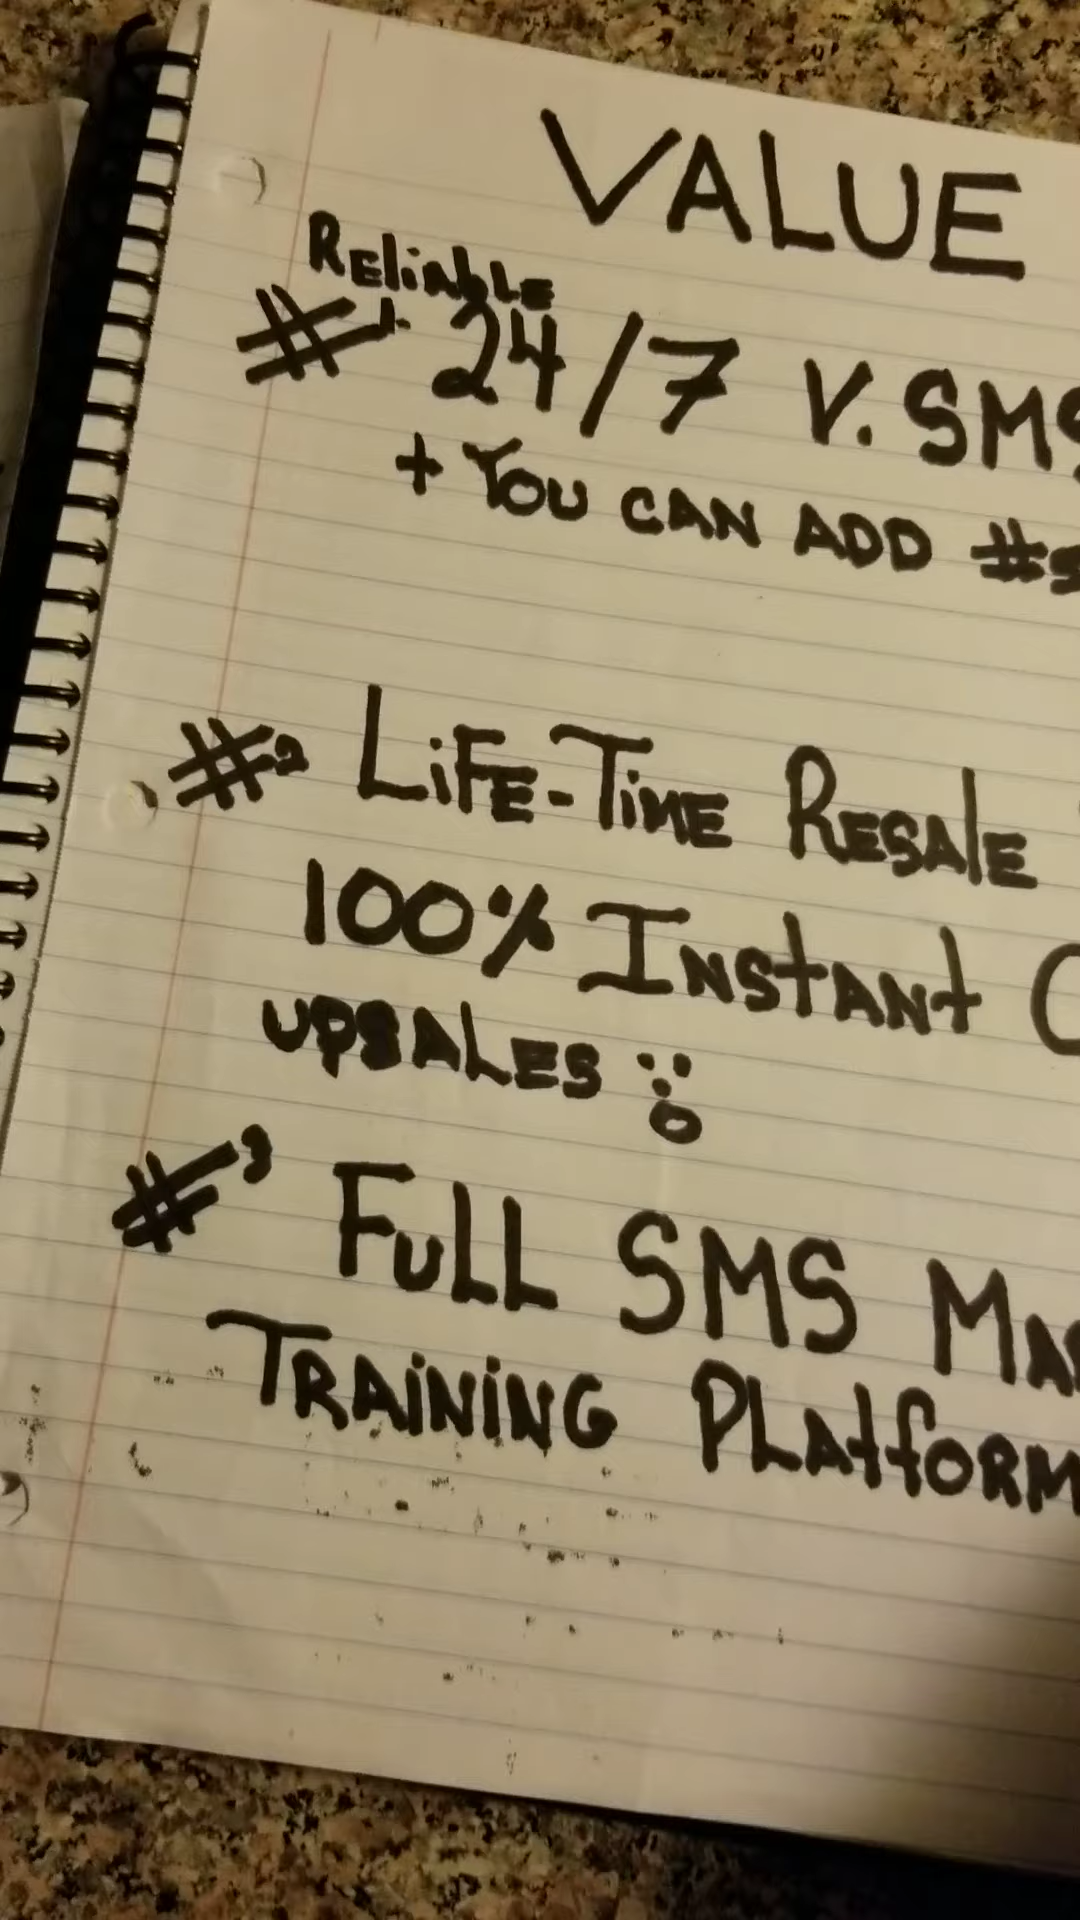 VALUE
Reliable
#1. 24/7 V. SMS
+ YOU CAN ADD #s
#2 LiFE-TiME RESAlE
100% INStANt
UPSALES
#3 FuLL SMS
TRAiNiNG PLAtfORM